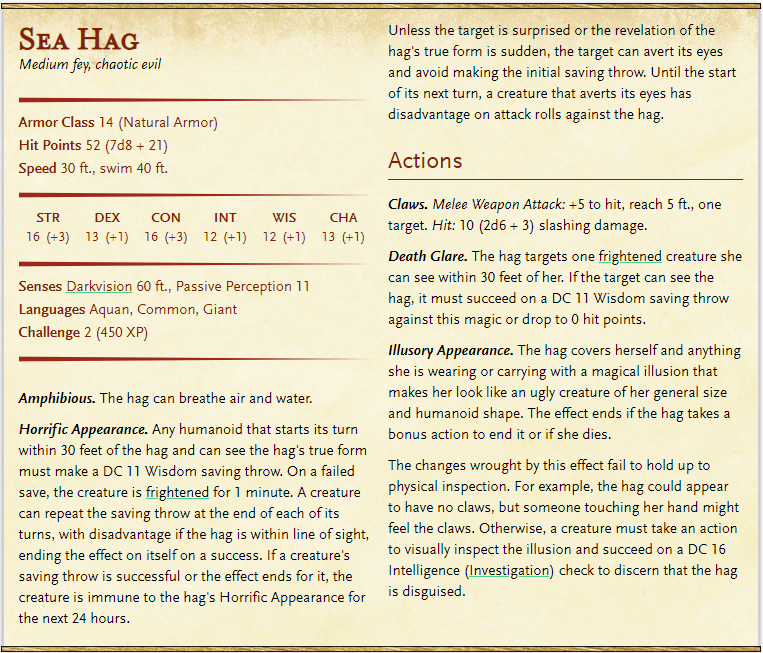 Sea Hag
Medium fey, chaotic evil
Armor Class 14 (Natural Armor)
Hit Points 52 (7d8 + 21)
Speed 30 ft., swim 40 ft.
STR DEX CON INT WIS CHA
16 (+3) 13 (+1) 16 (+3) 12 (+1) 12 (+1) 13 (+1)
Senses Darkvision 60 ft., Passive Perception 11
Languages Aquan, Common, Giant
Challenge 2 (450 XP)
Amphibious. The hag can breathe air and water.
Horrific Appearance. Any humanoid that starts its turn
within 30 feet of the hag and can see the hag's true form
must make a DC 11 Wisdom saving throw. On a failed
save, the creature is frightened for 1 minute. A creature
can repeat the saving throw at the end of each of its
turns, with disadvantage if the hag is within line of sight,
ending the effect on itself on a success. If a creature's
saving throw is successful or the effect ends for it, the
creature is immune to the hag's Horrific Appearance for
the next 24 hours.
Unless the target is surprised or the revelation of the
hag's true form is sudden, the target can avert its eyes
and avoid making the initial saving throw. Until the start
of its next turn, a creature that averts its eyes has
disadvantage on attack rolls against the hag.
Actions
Claws. Melee Weapon Attack: +5 to hit, reach 5 ft., one
target. Hit: 10 (2d6 + 3) slashing damage.
Death Glare. The hag targets one frightened creature she
can see within 30 feet of her. If the target can see the
hag, it must succeed on a DC 11 Wisdom saving throw
against this magic or drop to 0 hit points.
Illusory Appearance. The hag covers herself and anything
she is wearing or carrying with a magical illusion that
makes her look like an ugly creature of her general size
and humanoid shape. The effect ends if the hag takes a
bonus action to end it or if she dies.
The changes wrought by this effect fail to hold up to
physical inspection. For example, the hag could appear
to have no claws, but someone touching her hand might
feel the claws. Otherwise, a creature must take an action
to visually inspect the illusion and succeed on a DC 16
Intelligence (Investigation) check to discern that the hag
is disguised.